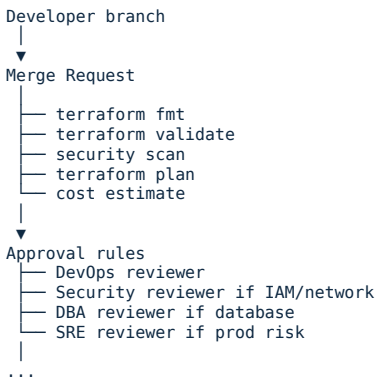 Developer branch
│
▼
Merge Request
│
├── terraform fmt
├── terraform validate
├── security scan
├── terraform plan
└── cost estimate
│
▼
Approval rules
├── DevOps reviewer
├── Security reviewer if IAM/network
├── DBA reviewer if database
└── SRE reviewer if prod risk
│
...